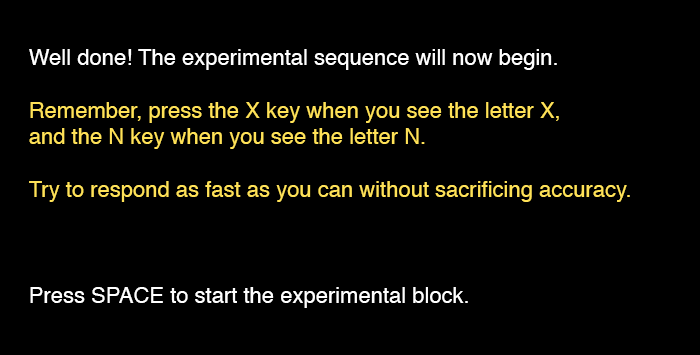 Well done! The experimental sequence will now begin.
Remember, press the X key when you see the letter X,
and the N key when you see the letter N.
Try to respond as fast as you can without sacrificing accuracy.
Press SPACE to start the experimental block.